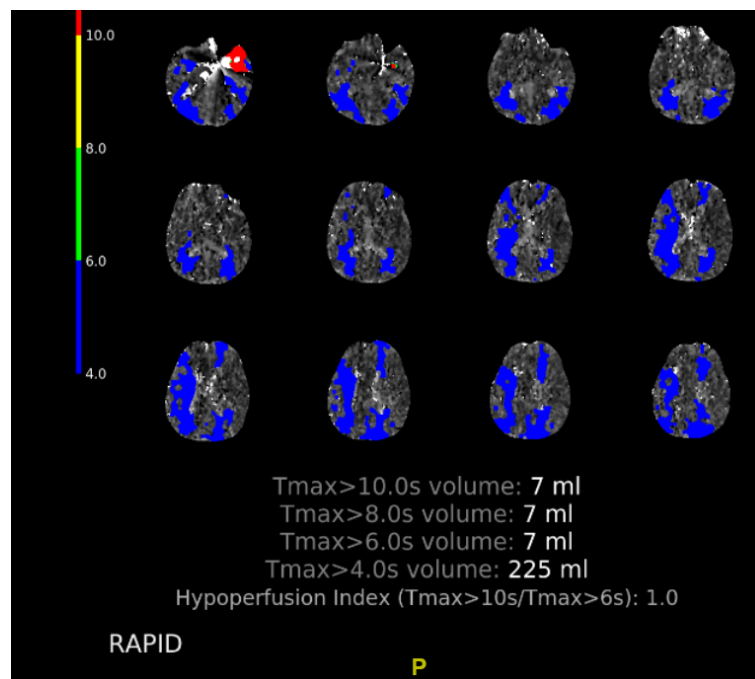 10.0
8.0
6.0
4.0
Tmax>10.0s volume: 7 ml
Tmax>8.0s volume: 7 ml
Tmax>6.0s volume: 7 ml
Tmax>4.0s volume: 225 ml
Hypoperfusion Index (Tmax>10s/Tmax>6s): 1.0
RAPID
P